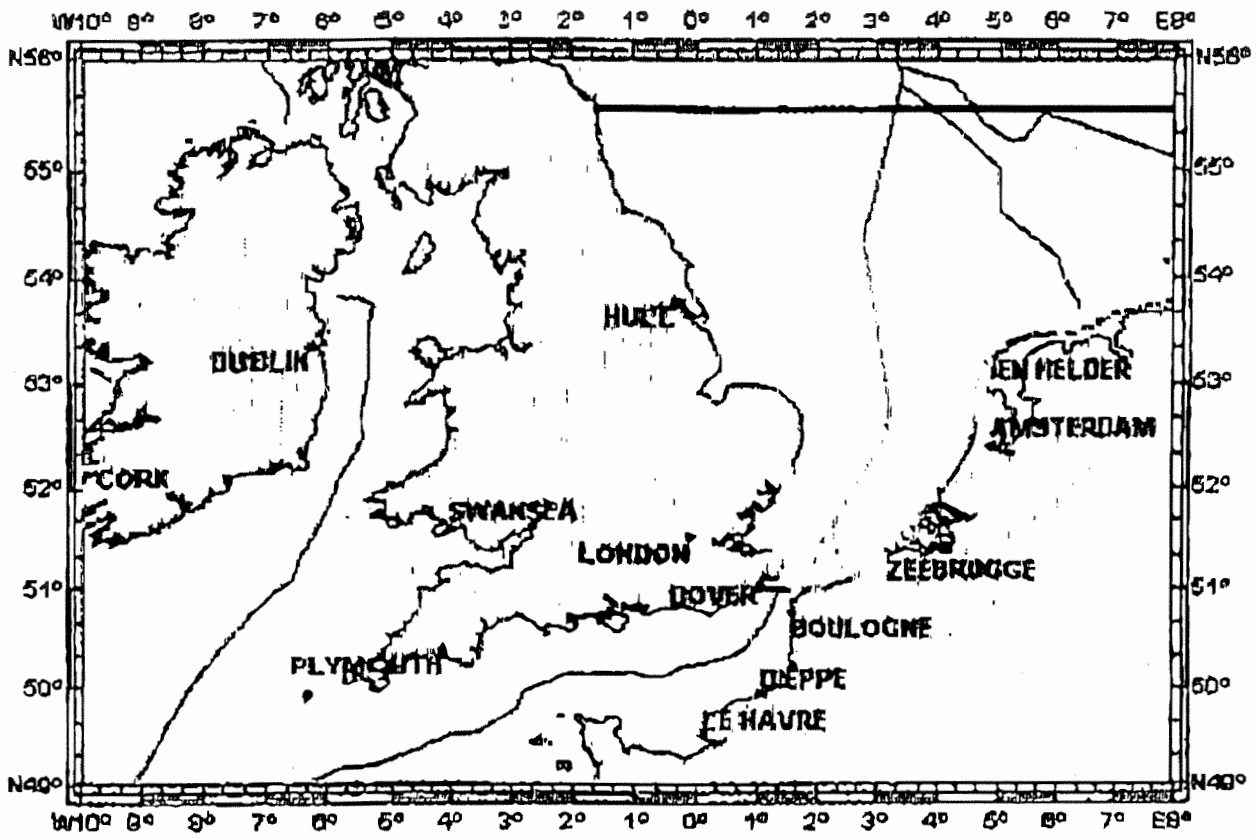 W10° 9° 8° 7° 6° 5° 4° 3° 2° 1° 0° 1° 2° 3° 4° 5° 6° 7° E8°
N56° N56°
55° 55°
54° 54°
HULL
DUBLIN
53° 53°
EN HELDER
AMSTERDAM
CORK
52° 52°
SWANSEA
LONDON
ZEEBRUGGE
51° 51°
DOVER
BOULOGNE
PLYMOUTH
50° 50°
DIEPPE
LE HAVRE
N49° N49°
W10° 9° 8° 7° 6° 5° 4° 3° 2° 1° 0° 1° 2° 3° 4° 5° 6° 7° E8°